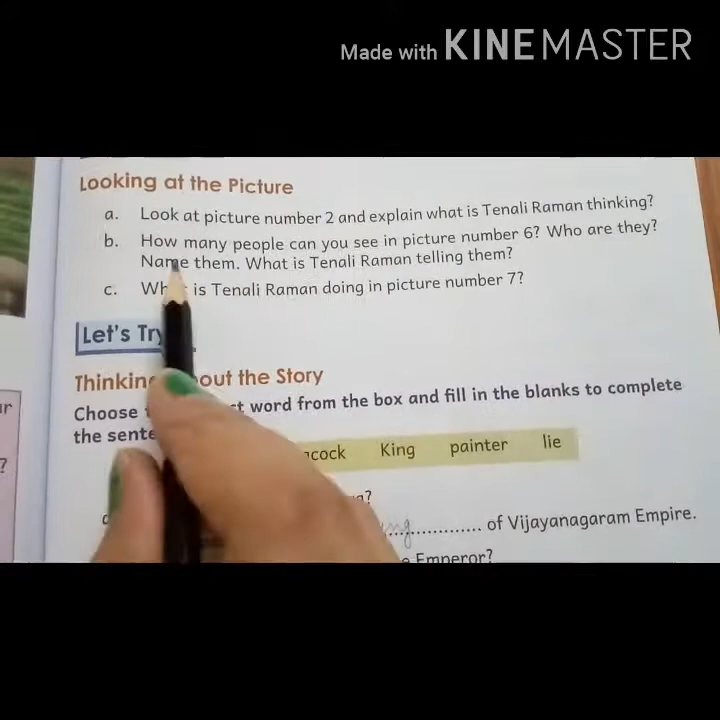 Made with KINEMASTER
Looking at the Picture
a. Look at picture number 2 and explain what is Tenali Raman thinking?
b. How many people can you see in picture number 6? Who are they?
Name them. What is Tenali Raman telling them?
c. What is Tenali Raman doing in picture number 7?
Let's Try
Thinking about the Story
Choose word from the box and fill in the blanks to complete
the
King painter lie
of Vijayanagaram Empire.
Emperor?